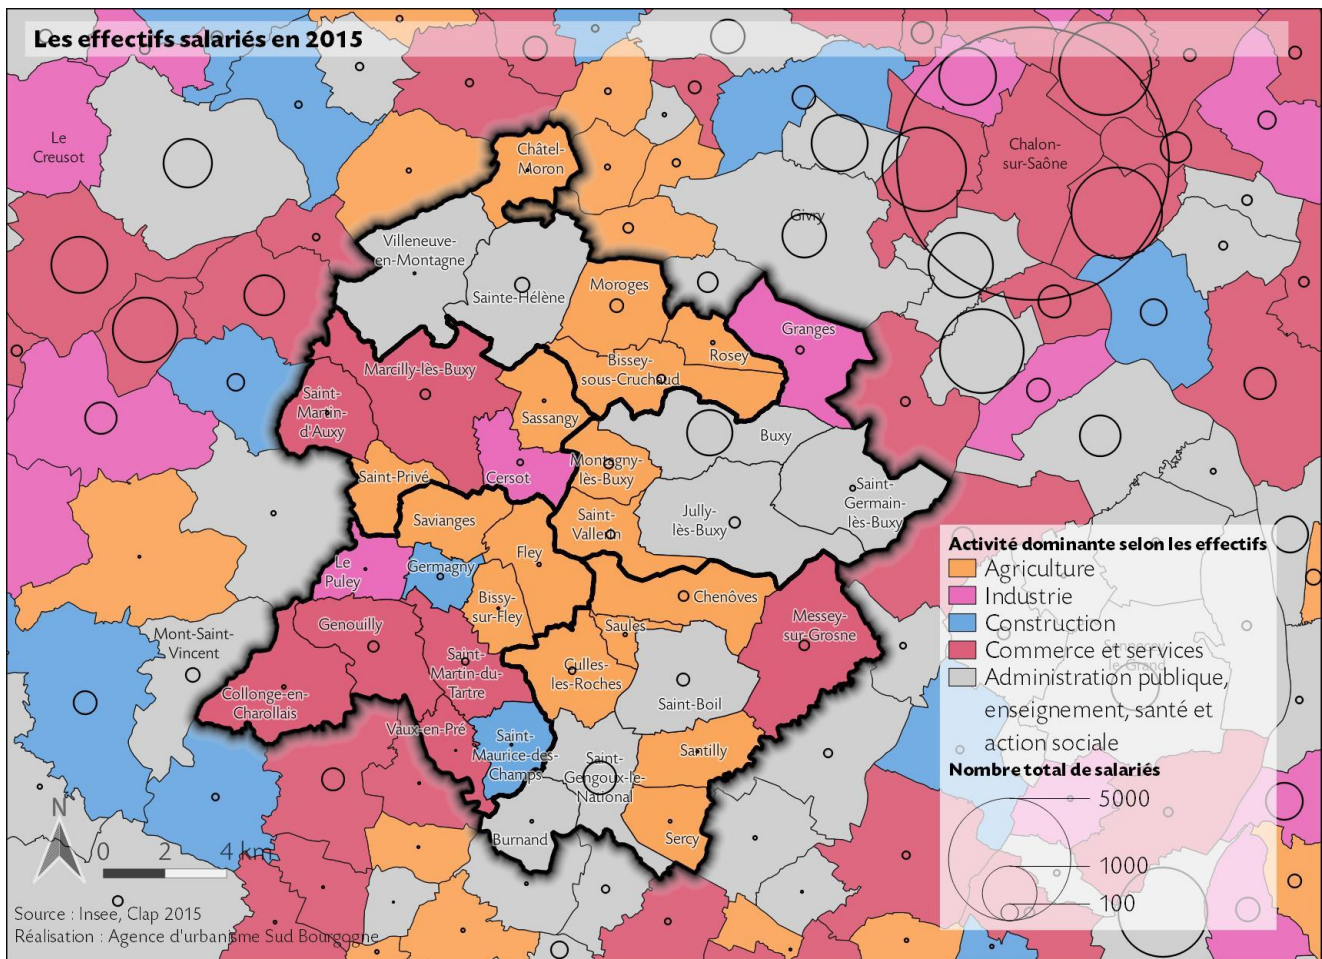 Les effectifs salariés en 2015
Le
Creusot
Châtel-
Moron
Chalon-
sur-Saône
Givry
Villeneuve-
en-Montagne
Sainte-Hélène
Moroges
Granges
Rosey
Bissey-
sous-Cruchaud
Marcilly-lès-Buxy
Saint-
Martin-
d'Auxy
Sassangy
Buxy
Montagny-
lès-Buxy
Saint-Privé
Cersot
Saint-
Germain-
lès-Buxy
Jully-
lès-Buxy
Saint-
Vallerin
Savianges
Fley
Le
Puley
Germagny
Bissy-
sur-Fley
Chenôves
Messey-
sur-Grosne
Saules
Genouilly
Mont-Saint-
Vincent
Saint-
Martin-du-
Tartre
Culles-
les-Roches
Collonge-en-
Charollais
Saint-Boil
Vaux-en-Pré
Saint-
Maurice-des-
Champs
Santilly
Saint-
Gengoux-le-
National
Burnand
Sercy
Activité dominante selon les effectifs
Agriculture
Industrie
Construction
Commerce et services
Administration publique,
enseignement, santé et
action sociale
Nombre total de salariés
5000
1000
100
N
0 2 4 km
Source : Insee, Clap 2015
Réalisation : Agence d'urbanisme Sud Bourgogne